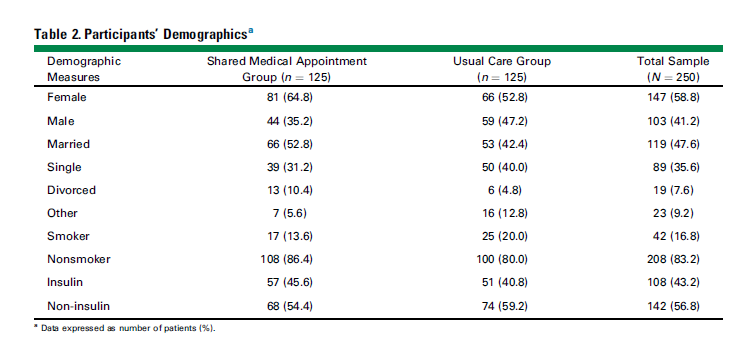 Table 2. Participants' Demographicsa
Demographic Measures Shared Medical Appointment Group (n = 125) Usual Care Group (n = 125) Total Sample (N = 250)
Female 81 (64.8) 66 (52.8) 147 (58.8)
Male 44 (35.2) 59 (47.2) 103 (41.2)
Married 66 (52.8) 53 (42.4) 119 (47.6)
Single 39 (31.2) 50 (40.0) 89 (35.6)
Divorced 13 (10.4) 6 (4.8) 19 (7.6)
Other 7 (5.6) 16 (12.8) 23 (9.2)
Smoker 17 (13.6) 25 (20.0) 42 (16.8)
Nonsmoker 108 (86.4) 100 (80.0) 208 (83.2)
Insulin 57 (45.6) 51 (40.8) 108 (43.2)
Non-insulin 68 (54.4) 74 (59.2) 142 (56.8)
a Data expressed as number of patients (%).